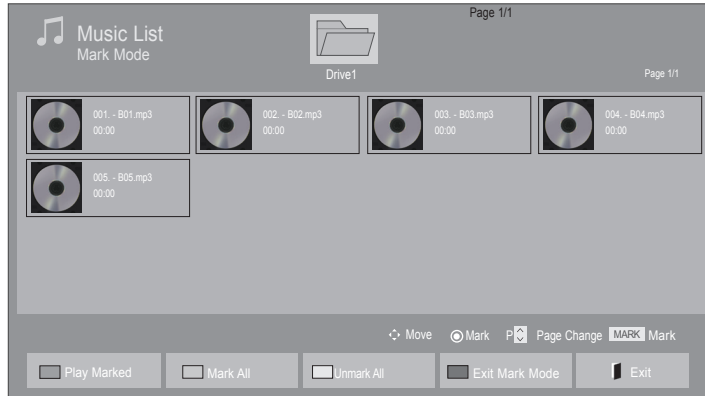 Page 1/1
Music List
Mark Mode
Drive1
Page 1/1
001. - B01.mp3
00:00
002. - B02.mp3
00:00
003. - B03.mp3
00:00
004. - B04.mp3
00:00
005. - B05.mp3
00:00
Move Mark P Page Change MARK Mark
Play Marked Mark All Unmark All Exit Mark Mode Exit